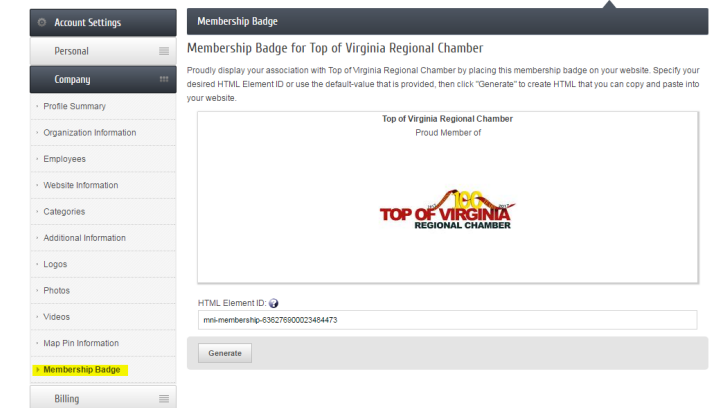 Account Settings
Personal
Company
Profile Summary
Organization Information
Employees
Website Information
Categories
Additional Information
Logos
Photos
Videos
Map Pin Information
Membership Badge
Billing
Membership Badge
Membership Badge for Top of Virginia Regional Chamber
Proudly display your association with Top of Virginia Regional Chamber by placing this membership badge on your website. Specify your
desired HTML Element ID or use the default-value that is provided, then click "Generate" to create HTML that you can copy and paste into
your website.
Top of Virginia Regional Chamber
Proud Member of
100
TOP OF VIRGINIA
REGIONAL CHAMBER
HTML Element ID:
mni-membership-636276900023484473
Generate